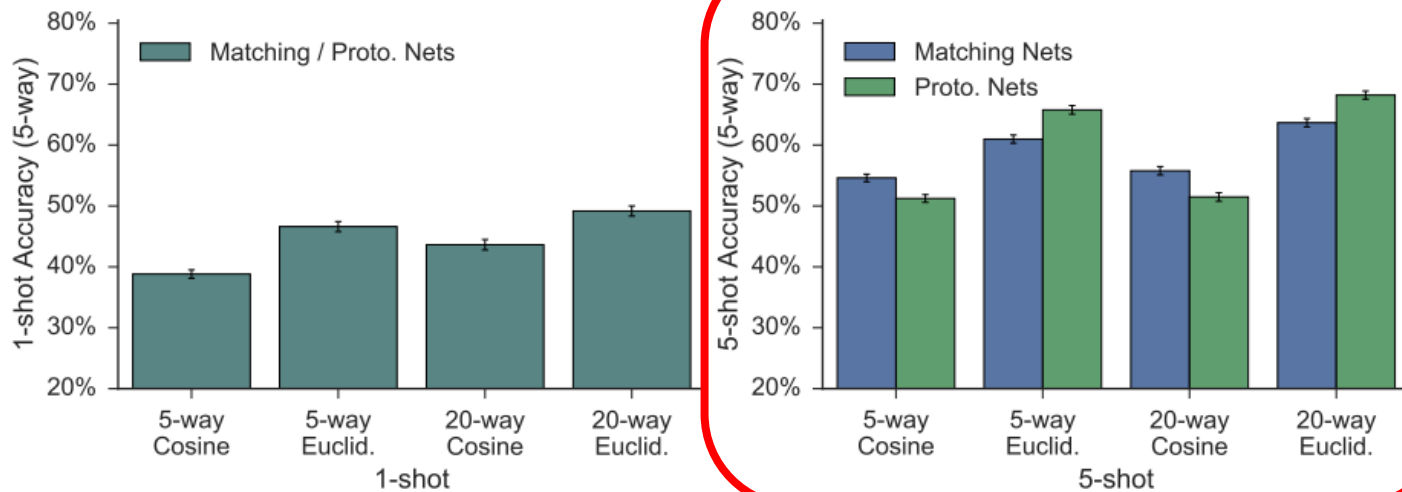 80%
70%
60%
50%
40%
30%
20%
1-shot Accuracy (5-way)
Matching / Proto. Nets
5-way Cosine
5-way Euclid.
20-way Cosine
20-way Euclid.
1-shot
80%
70%
60%
50%
40%
30%
20%
5-shot Accuracy (5-way)
Matching Nets
Proto. Nets
5-way Cosine
5-way Euclid.
20-way Cosine
20-way Euclid.
5-shot